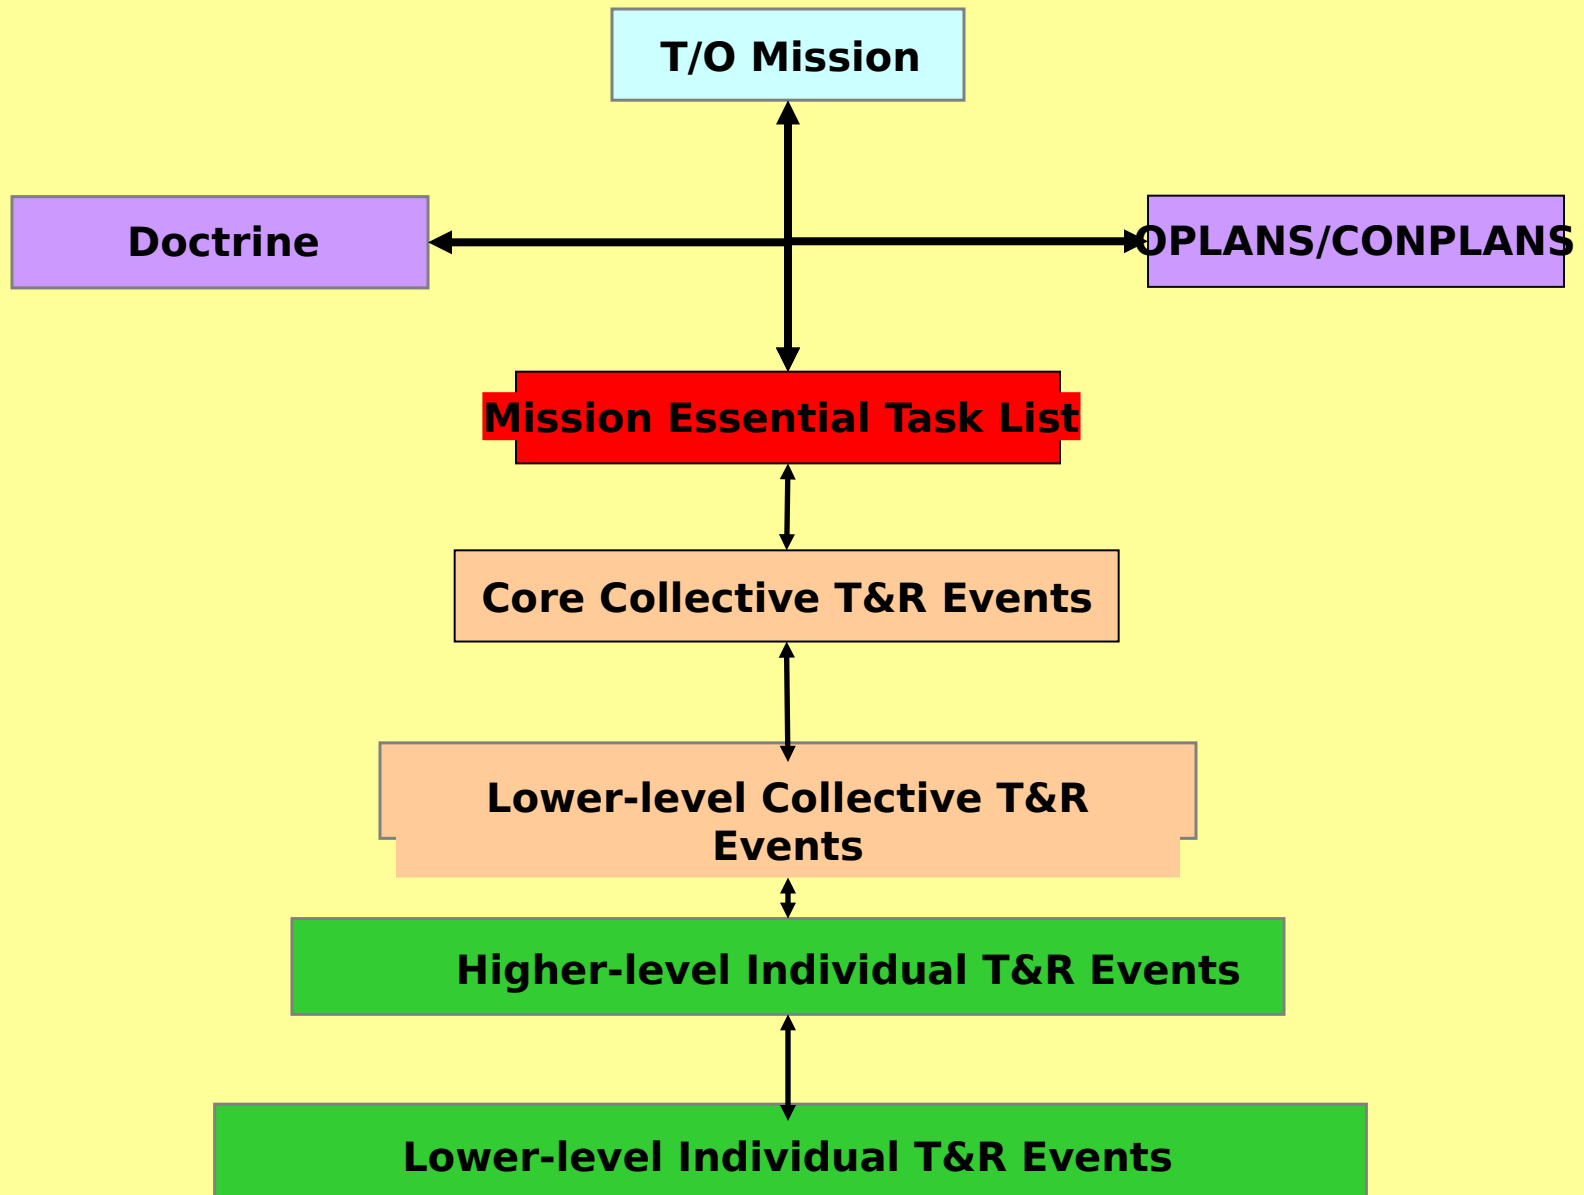 T/O Mission
Doctrine
OPLANS/CONPLANS
Mission Essential Task List
Core Collective T&R Events
Lower-level Collective T&R
Events
Higher-level Individual T&R Events
Lower-level Individual T&R Events